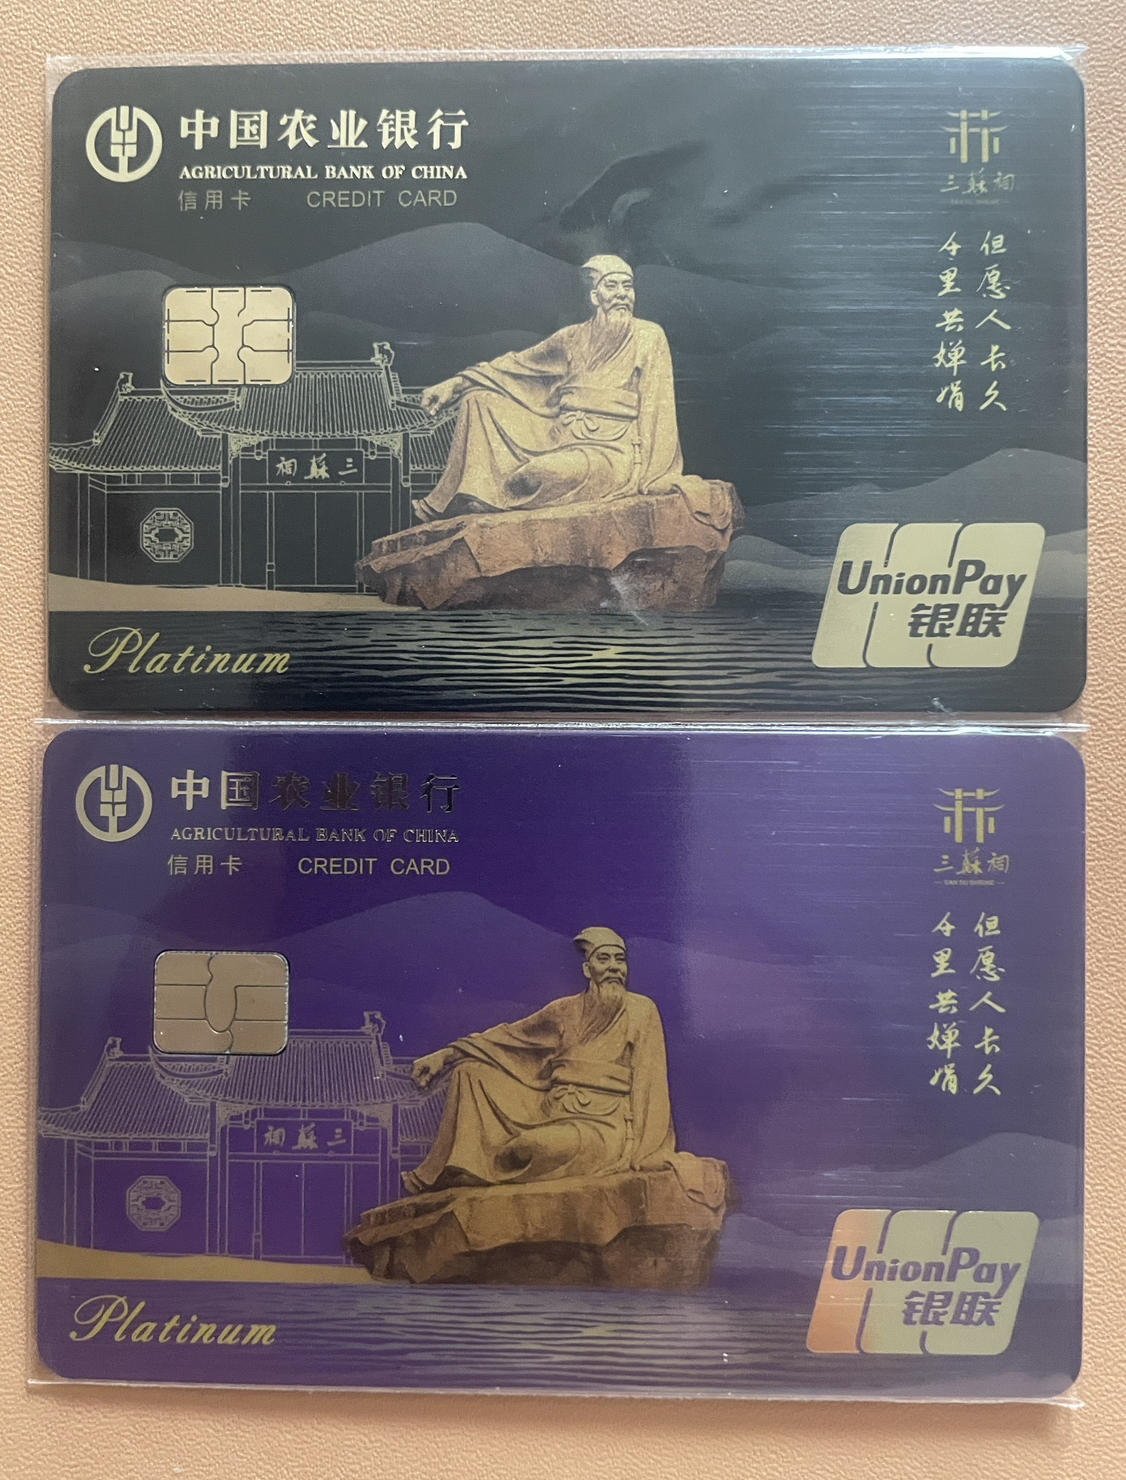 中国农业银行
AGRICULTURAL BANK OF CHINA
信用卡 CREDIT CARD
三蘇祠
但愿人长久
千里共婵娟
三蘇祠
UnionPay
银联
Platinum
中国农业银行
AGRICULTURAL BANK OF CHINA
信用卡 CREDIT CARD
三蘇祠
SAN SU SHRINE
但愿人长久
千里共婵娟
三蘇祠
UnionPay
银联
Platinum